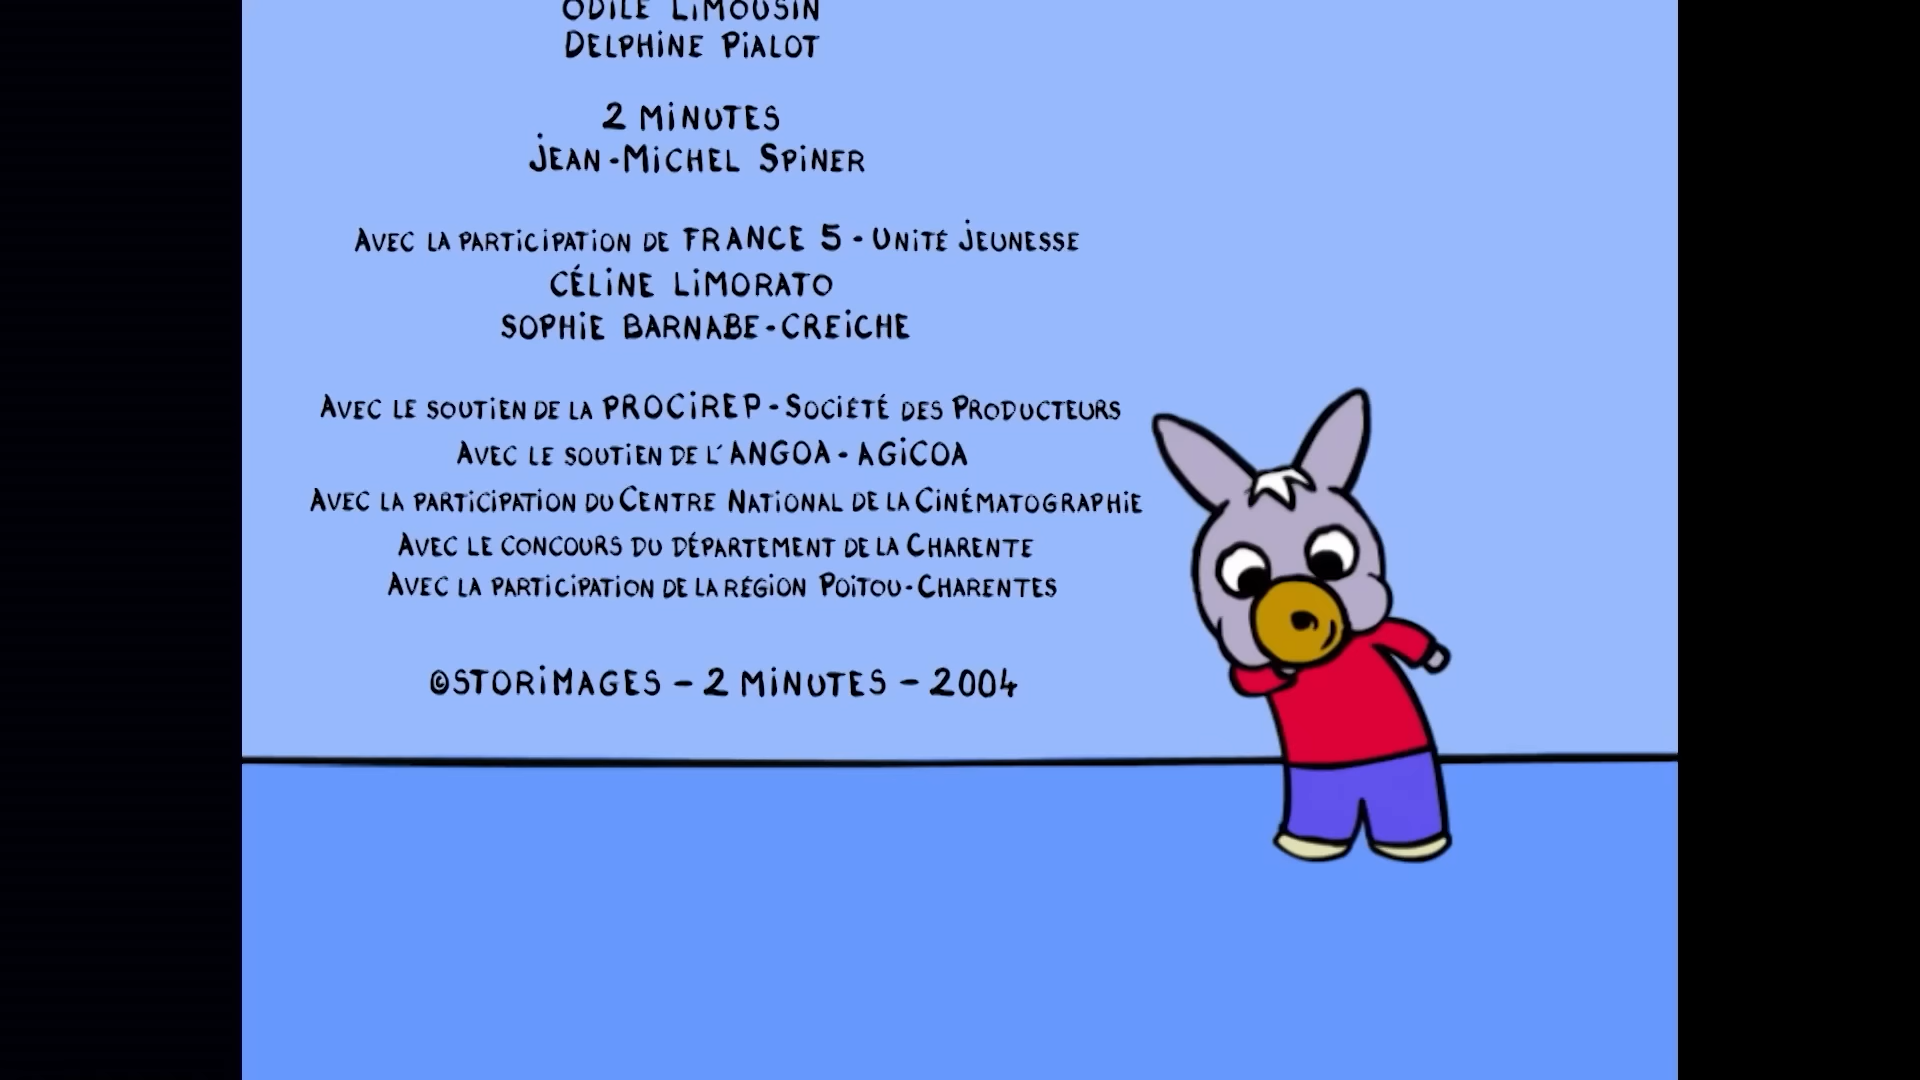 ODILE LIMOUSIN
DELPHINE PIALOT
2 MINUTES
JEAN-MICHEL SPINER
AVEC LA PARTICIPATION DE FRANCE 5 - UNITÉ JEUNESSE
CÉLINE LIMORATO
SOPHIE BARNABE-CREICHE
AVEC LE SOUTIEN DE LA PROCIREP - SOCIÉTÉ DES PRODUCTEURS
AVEC LE SOUTIEN DE L'ANGOA - AGICOA
AVEC LA PARTICIPATION DU CENTRE NATIONAL DE LA CINÉMATOGRAPHIE
AVEC LE CONCOURS DU DÉPARTEMENT DE LA CHARENTE
AVEC LA PARTICIPATION DE LA RÉGION POITOU-CHARENTES
©STORIMAGES - 2 MINUTES - 2004